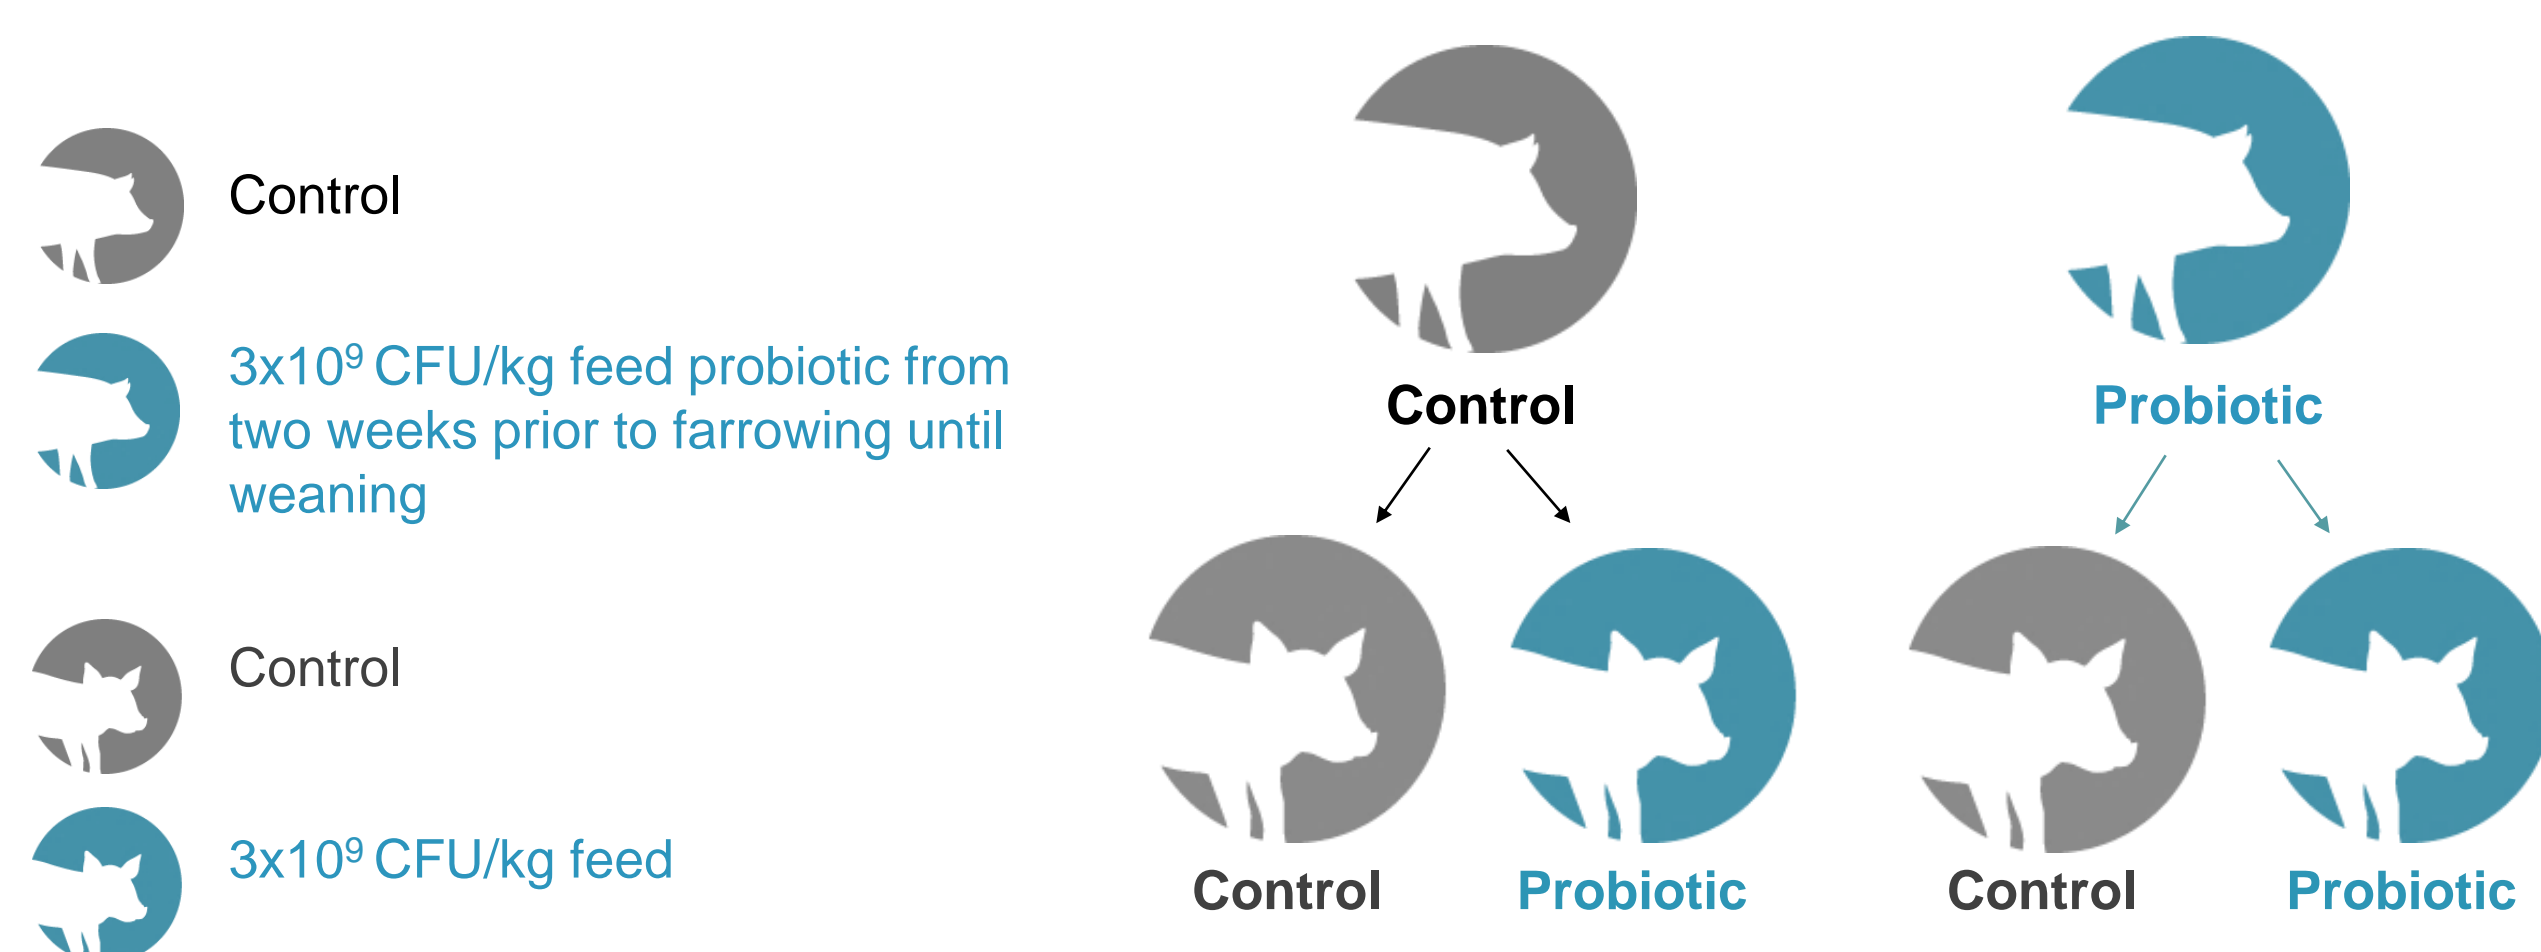 Control
3x10⁹ CFU/kg feed probiotic from
two weeks prior to farrowing until
weaning
Control
3x10⁹ CFU/kg feed
Control
Probiotic
Control
Probiotic
Control
Probiotic